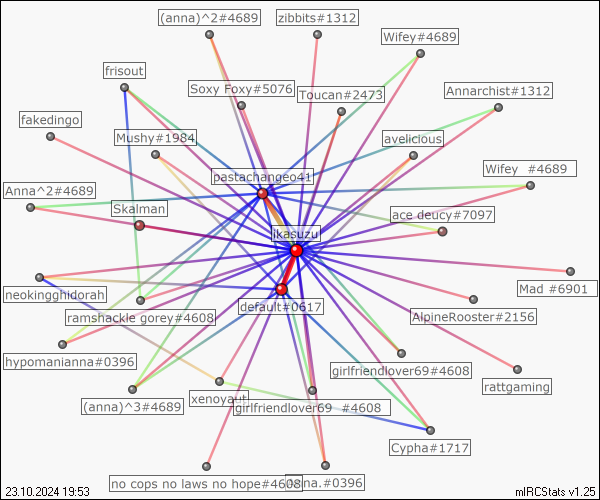 (anna)^2#4689
zibbits#1312
Wifey#4689
frisout
Soxy Foxy#5076
Toucan#2473
Annarchist#1312
fakedingo
Mushy#1984
avelicious
pastachangeo41
Wifey #4689
Anna^2#4689
Skalman
ace deucy#7097
ikasuzu
neokingghidorah
ramshackle gorey#4608
default#0617
Mad #6901
AlpineRooster#2156
hypomanianna#0396
girlfriendlover69#4608
rattgaming
(anna)^3#4689
xenoyaut
girlfriendlover69 #4608
Cypha#1717
no cops no laws no hope#4608
#0396
23.10.2024 19:53
mIRCStats v1.25